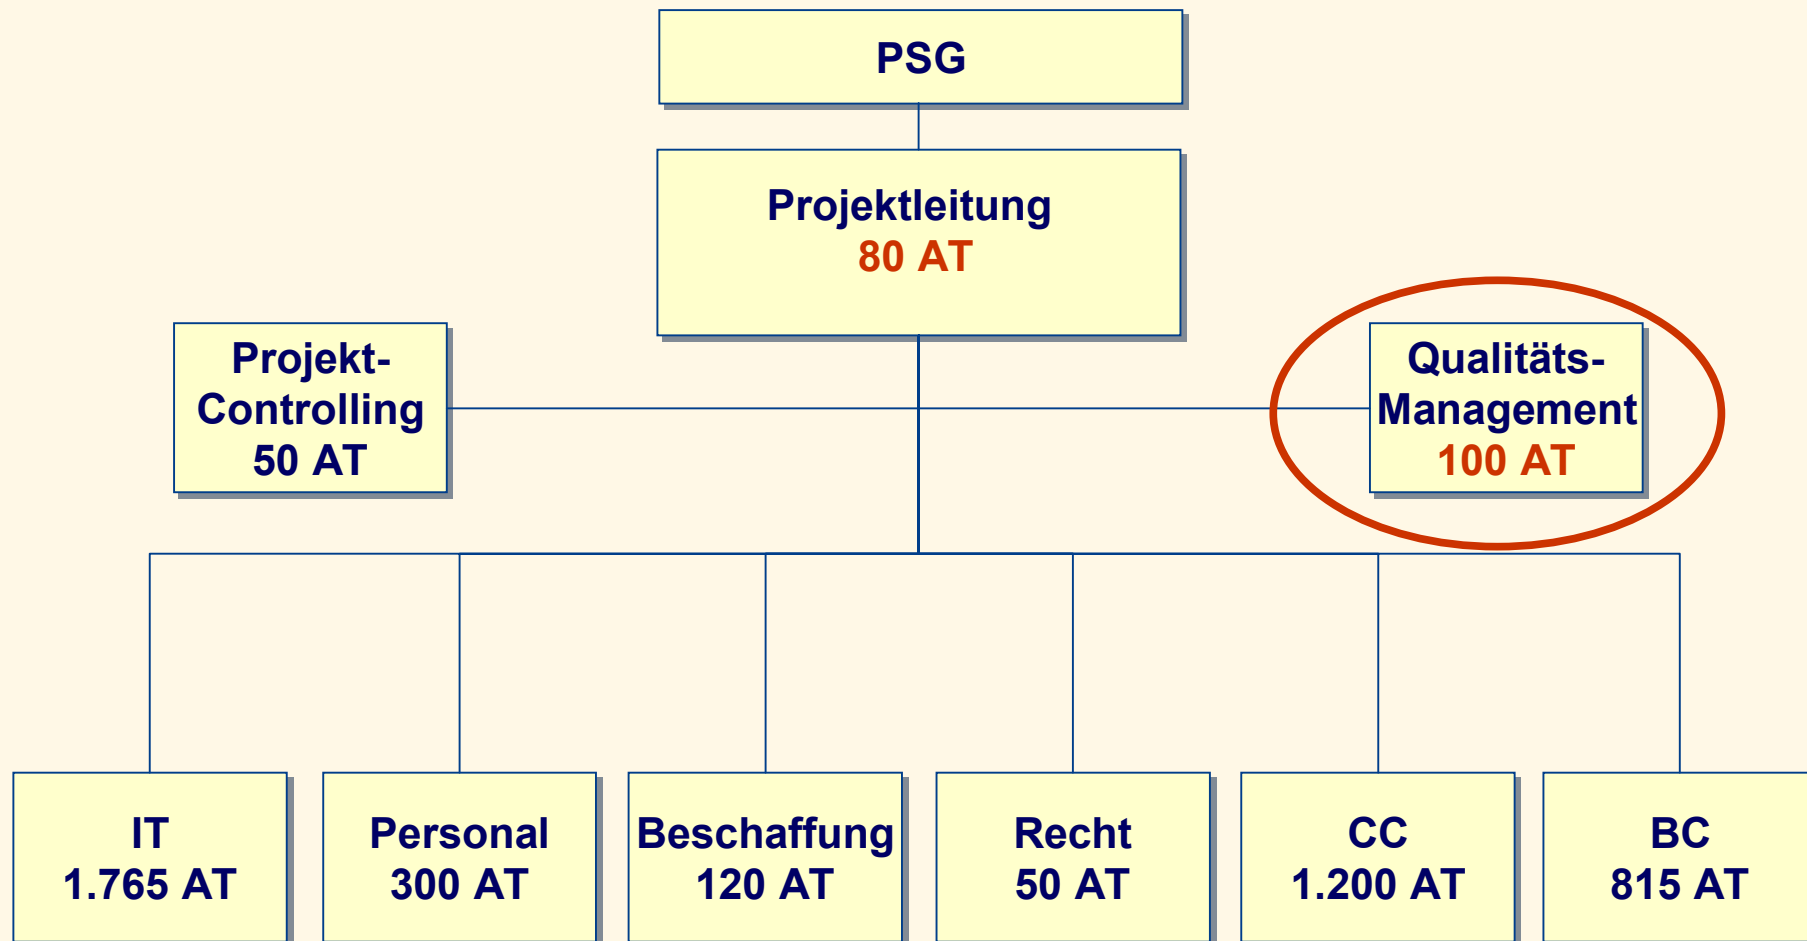 PSG
Projektleitung
80 AT
Projekt-
Controlling
50 AT
Qualitäts-
Management
100 AT
IT
1.765 AT
Personal
300 AT
Beschaffung
120 AT
Recht
50 AT
CC
1.200 AT
BC
815 AT